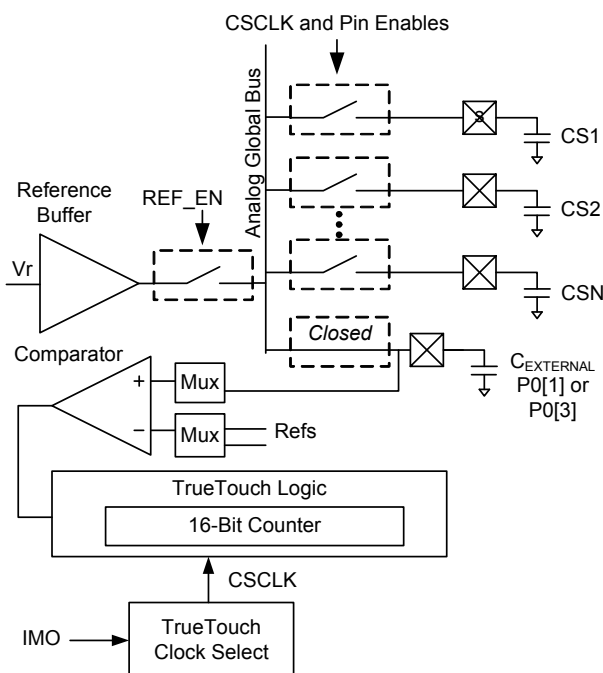 CSCLK and Pin Enables
Analog Global Bus
S
CS1
Reference
Buffer
REF_EN
CS2
Vr
CSN
Closed
Comparator
CEXTERNAL
P0[1] or
P0[3]
+
Mux
−
Mux
Refs
TrueTouch Logic
16-Bit Counter
CSCLK
IMO
TrueTouch
Clock Select